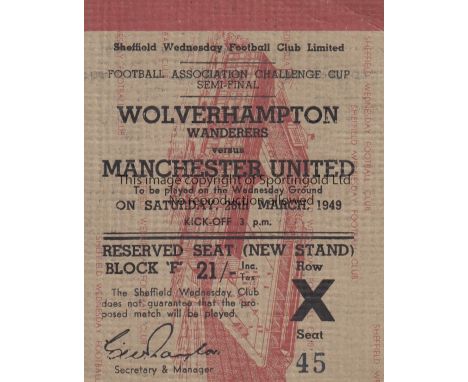 Sheffield Wednesday Football Club Limited
FOOTBALL ASSOCIATION CHALLENGE CUP
SEMI-FINAL
WOLVERHAMPTON
WANDERERS
versus
MANCHESTER UNITED
This image copyright of Sportingold Ltd
To be played on the Wednesday Ground
No reproduction allowed
ON SATURDAY, 26th MARCH, 1949
KICK-OFF 3 p.m.
RESERVED SEAT (NEW STAND)
BLOCK 'F' 21/- Inc. Tax Row
X
The Sheffield Wednesday Club
does not guarantee that the pro-
posed match will be played.
Seat
45
Secretary & Manager